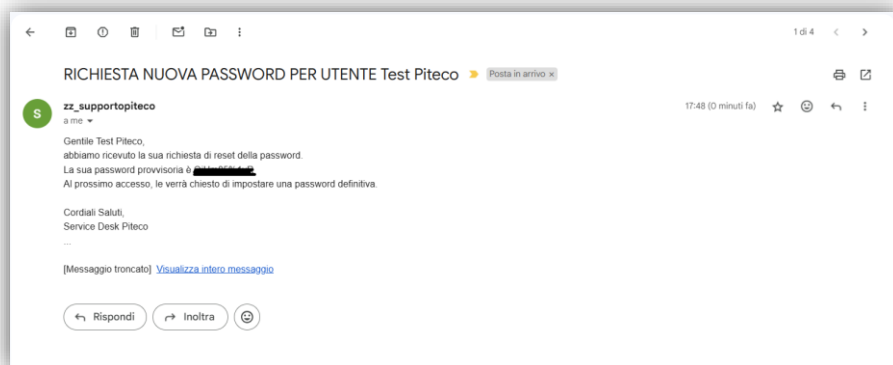 1 di 4
RICHIESTA NUOVA PASSWORD PER UTENTE Test Piteco Posta in arrivo ×
S
zz_supportopiteco 17:48 (0 minuti fa)
a me
Gentile Test Piteco,
abbiamo ricevuto la sua richiesta di reset della password.
La sua password provvisoria è
Al prossimo accesso, le verrà chiesto di impostare una password definitiva.
Cordiali Saluti,
Service Desk Piteco
...
[Messaggio troncato] Visualizza intero messaggio
Rispondi Inoltra